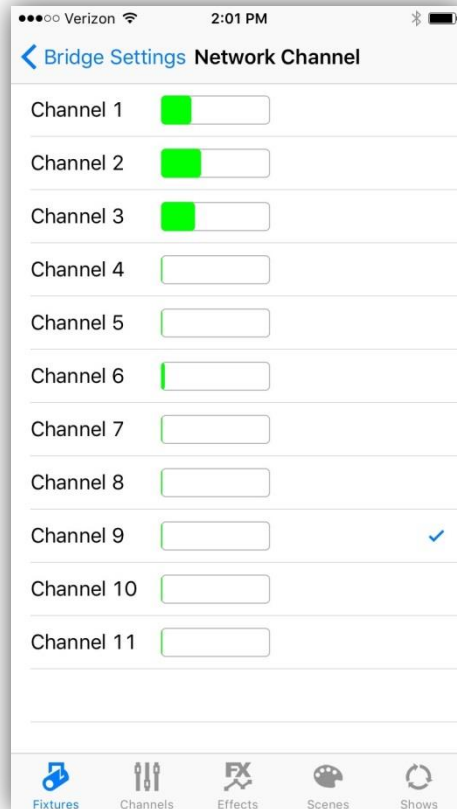 Verizon 2:01 PM
Bridge Settings Network Channel
Channel 1
Channel 2
Channel 3
Channel 4
Channel 5
Channel 6
Channel 7
Channel 8
Channel 9
Channel 10
Channel 11
FX
Fixtures Channels Effects Scenes Shows